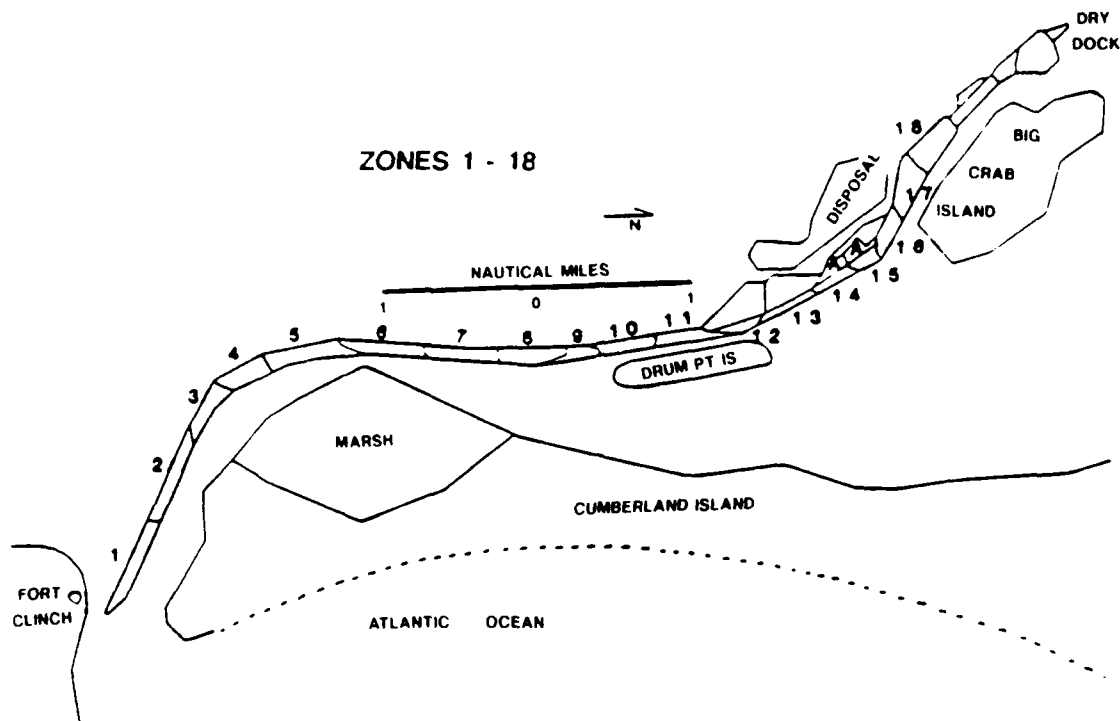 DRY
DOCK
BIG
CRAB
ISLAND
ZONES 1 - 18
DISPOSAL
N
NAUTICAL MILES
1 0 1
1
2
3
4
5
6
7
8
9
10
11
12
13
14
15
16
17
18
A A
DRUM PT IS
MARSH
CUMBERLAND ISLAND
FORT
CLINCH
ATLANTIC OCEAN